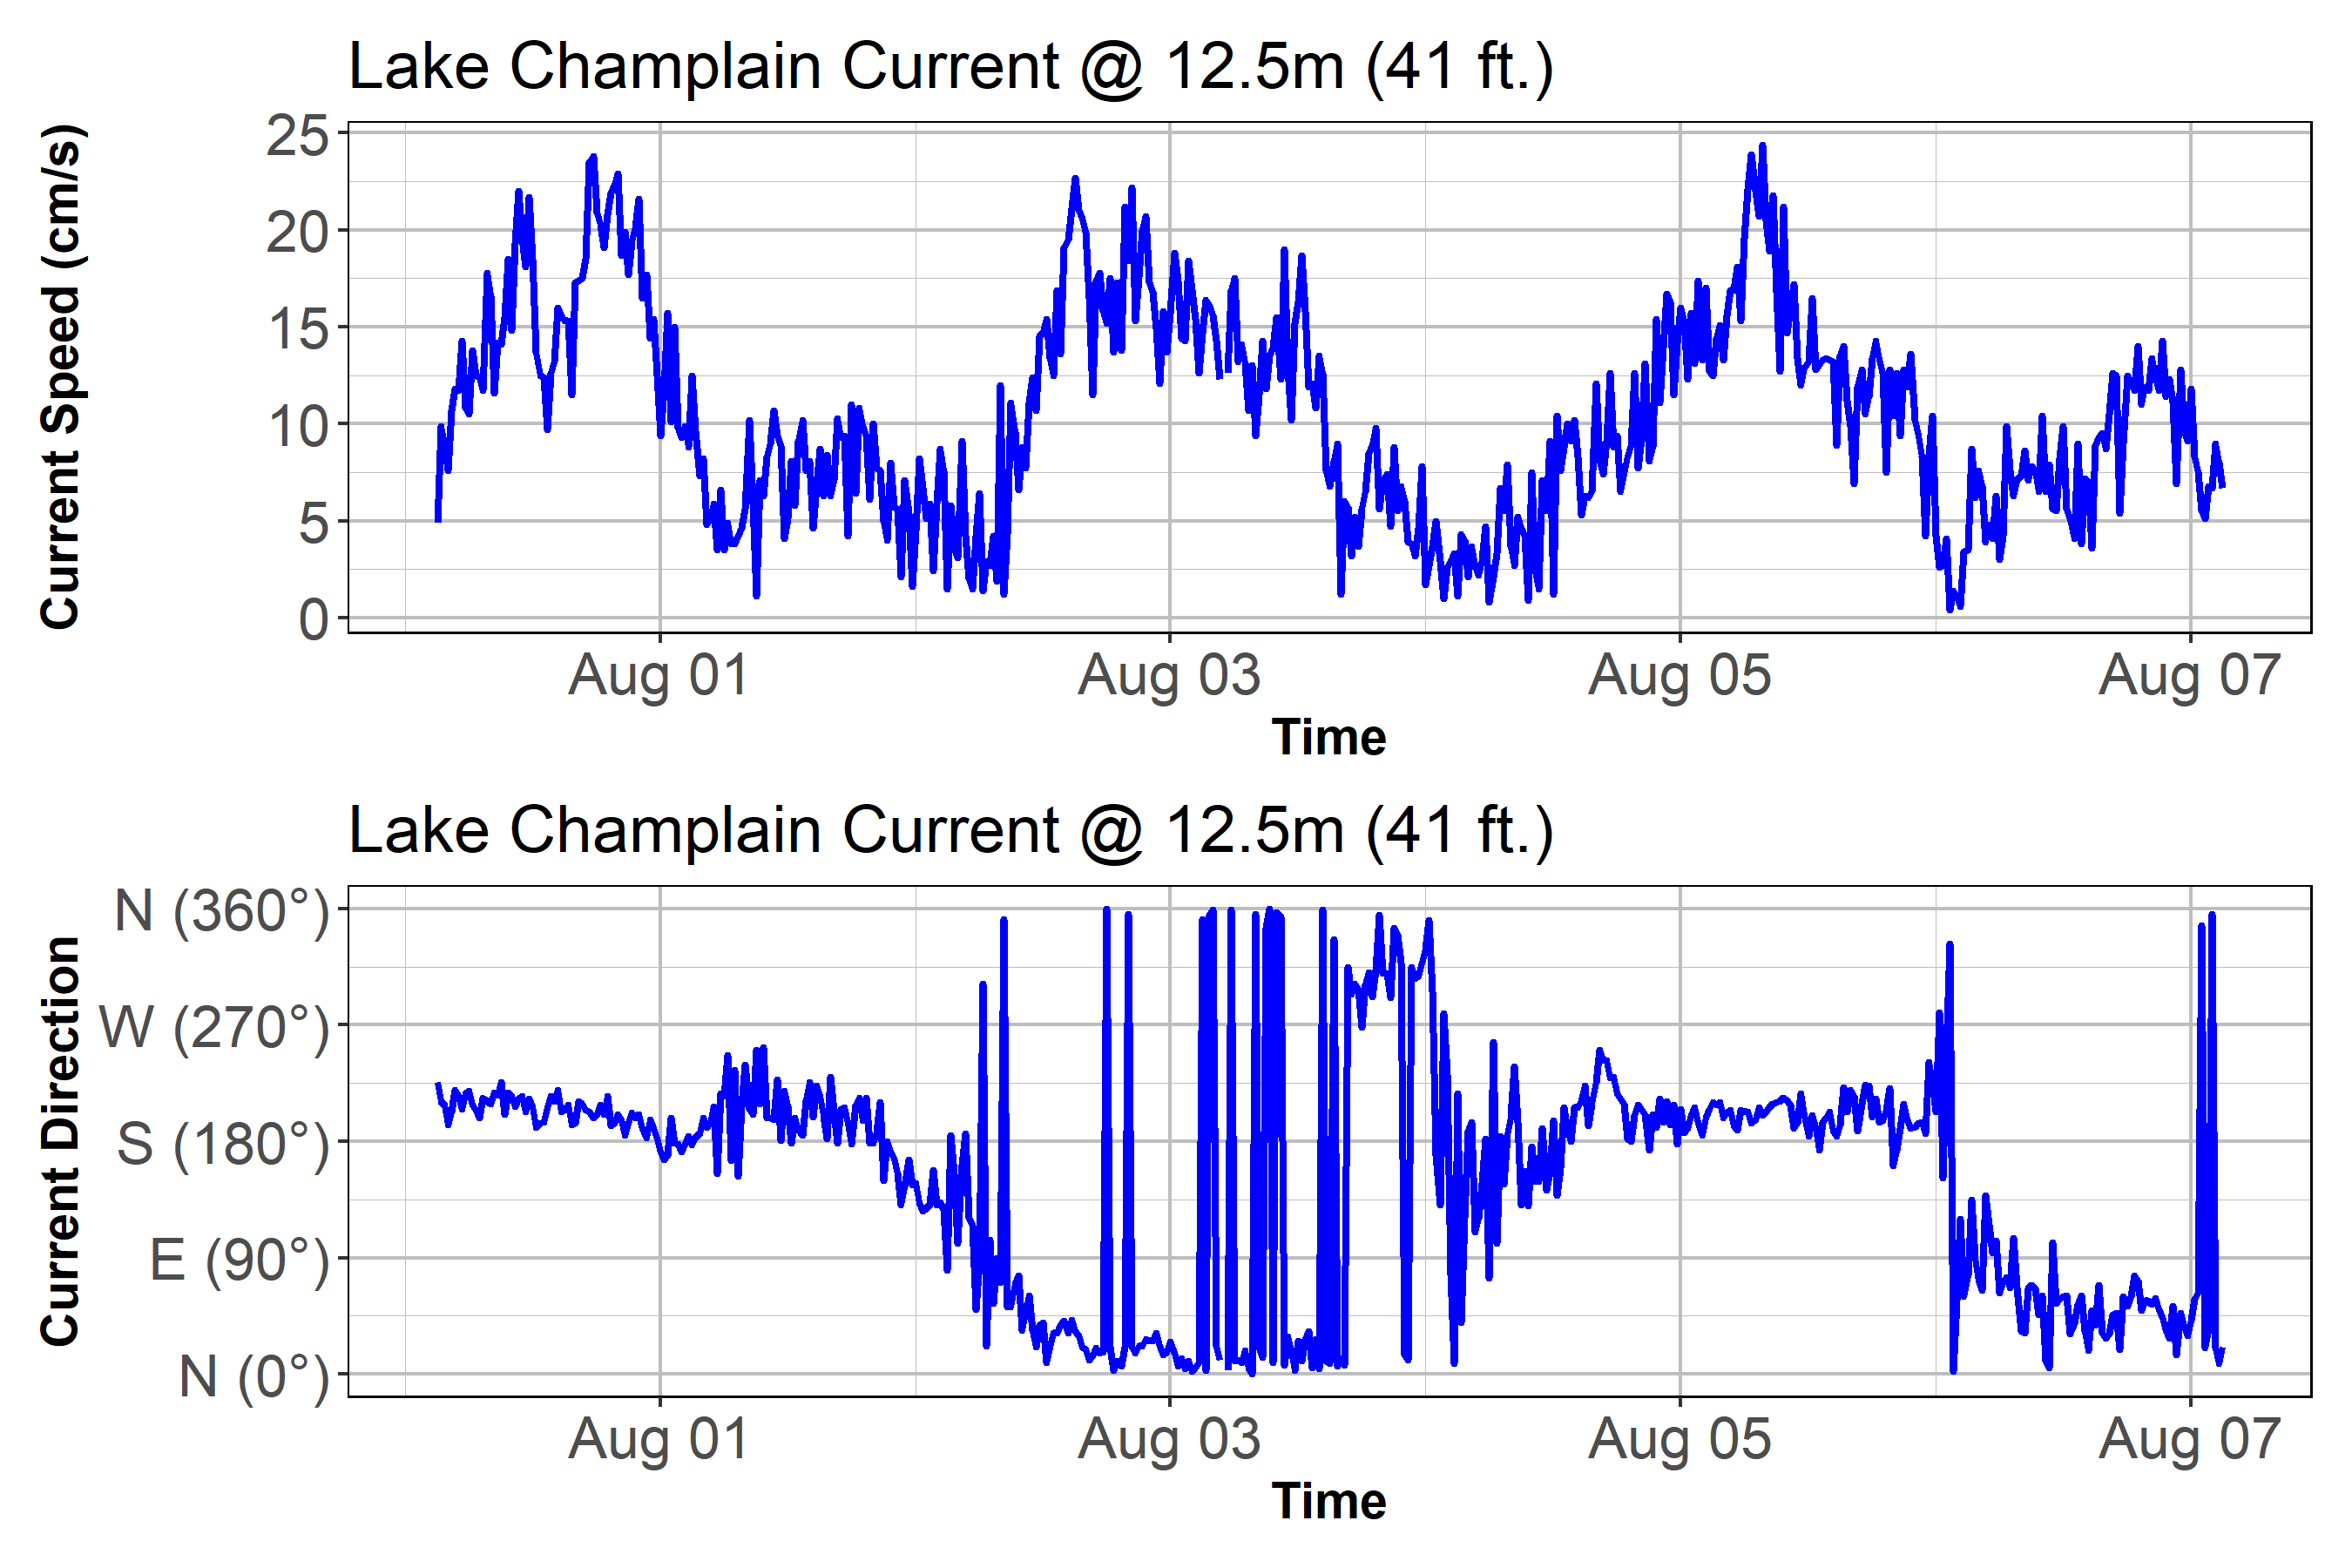 Lake Champlain Current @ 12.5m (41 ft.)
Current Speed (cm/s)
25
20
15
10
5
0
Aug 01 Aug 03 Aug 05 Aug 07
Time
Lake Champlain Current @ 12.5m (41 ft.)
Current Direction
N (360°)
W (270°)
S (180°)
E (90°)
N (0°)
Aug 01 Aug 03 Aug 05 Aug 07
Time